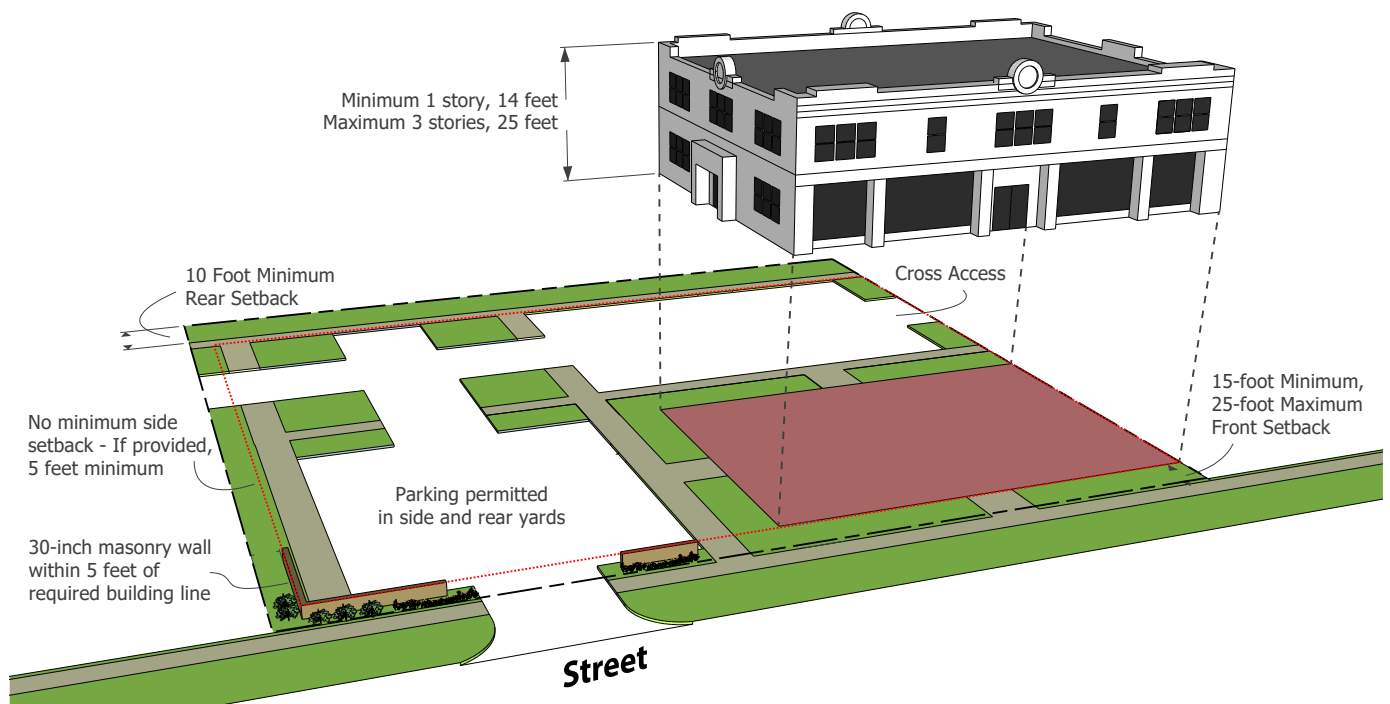 Minimum 1 story, 14 feet
Maximum 3 stories, 25 feet
10 Foot Minimum
Rear Setback
Cross Access
15-foot Minimum,
25-foot Maximum
Front Setback
No minimum side
setback - If provided,
5 feet minimum
Parking permitted
in side and rear yards
30-inch masonry wall
within 5 feet of
required building line
Street